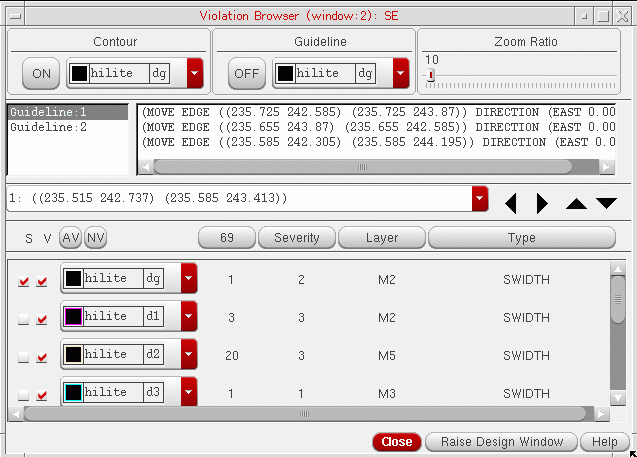 Violation Browser (window:2): SE
Contour Guideline Zoom Ratio
ON hilite dg OFF hilite dg 10
Guideline:1
Guideline:2
(MOVE EDGE ((235.725 242.585) (235.725 243.87)) DIRECTION (EAST 0.00
(MOVE EDGE ((235.655 243.87) (235.655 242.585)) DIRECTION (EAST 0.00
(MOVE EDGE ((235.585 242.305) (235.585 244.195)) DIRECTION (EAST 0.0
1: ((235.515 242.737) (235.585 243.413))
S V AV NV 69 Severity Layer Type
hilite dg 1 2 M2 SWIDTH
hilite d1 3 3 M2 SWIDTH
hilite d2 20 3 M5 SWIDTH
hilite d3 1 1 M3 SWIDTH
Close Raise Design Window Help